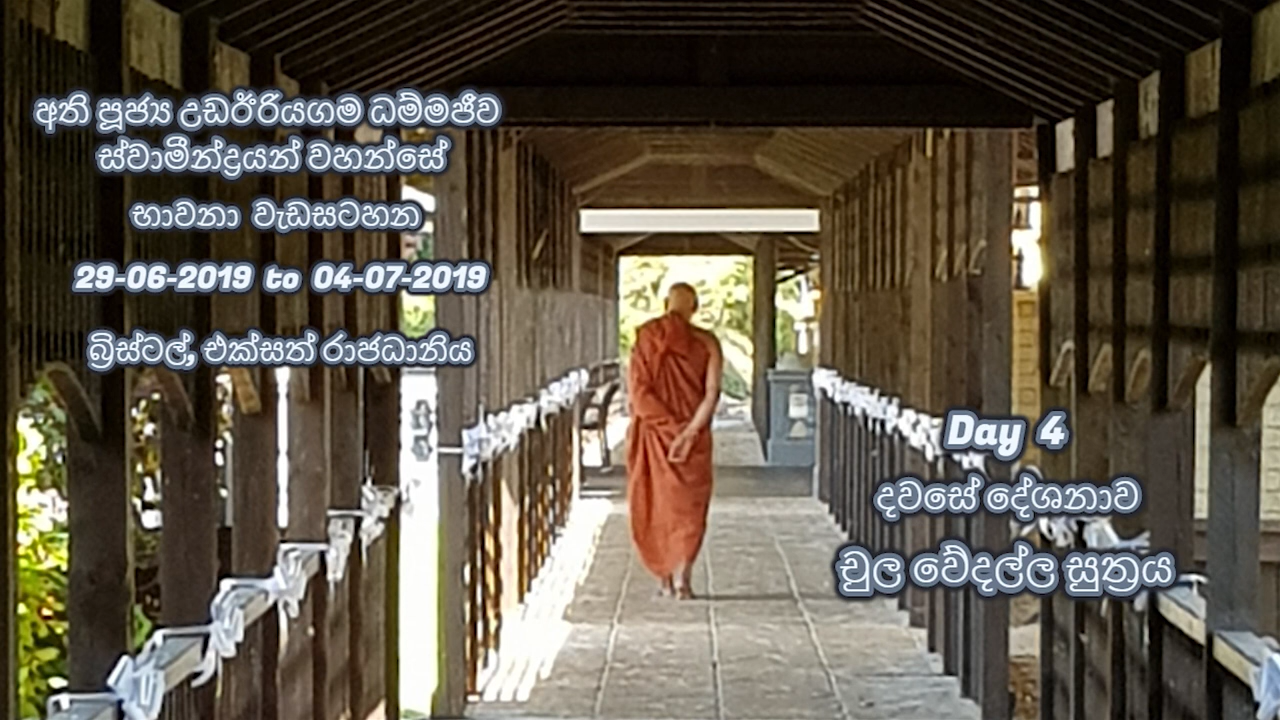 අති පූජ්‍ය උඩඊරියගම ධම්මජීව
ස්වාමීන්ද්‍රයන් වහන්සේ
භාවනා වැඩසටහන
29-06-2019 to 04-07-2019
බ්‍රිස්ටල්, එක්සත් රාජධානිය
Day 4
දවසේ දේශනාව
චුල වේදල්ල සුත්‍රය